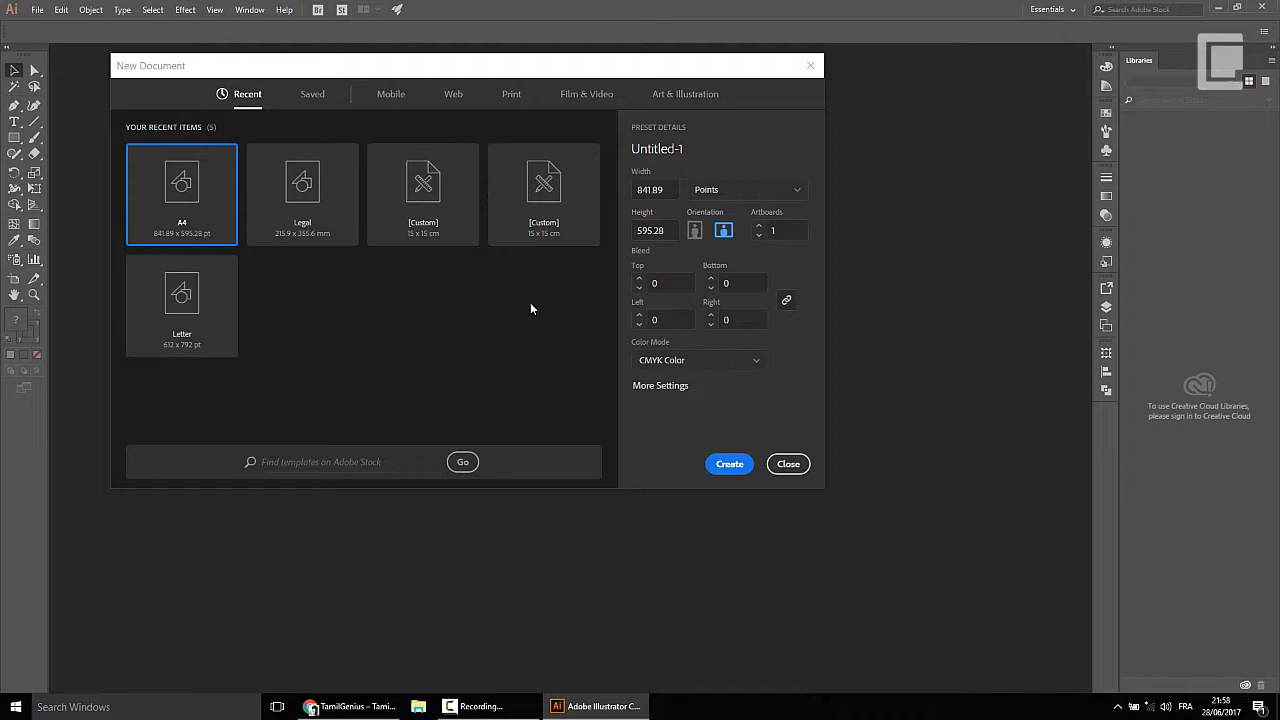 Ai File Edit Object Type Select Effect View Window Help Br St Essentials Search Adobe Stock
New Document
Recent Saved Mobile Web Print Film & Video Art & Illustration
YOUR RECENT ITEMS (5)
A4
841.89 x 595.28 pt
Legal
215.9 x 355.6 mm
[Custom]
15 x 15 cm
[Custom]
15 x 15 cm
Letter
612 x 792 pt
Find templates on Adobe Stock Go
PRESET DETAILS
Untitled-1
Width
841.89 Points
Height Orientation Artboards
595.28 1
Bleed
Top Bottom
0 0
Left Right
0 0
Color Mode
CMYK Color
More Settings
Create Close
Libraries
To use Creative Cloud Libraries,
please sign in to Creative Cloud
?
Search Windows TamilGenius – Tami... Recording... Ai Adobe Illustrator C... FRA
21:58
28/06/2017